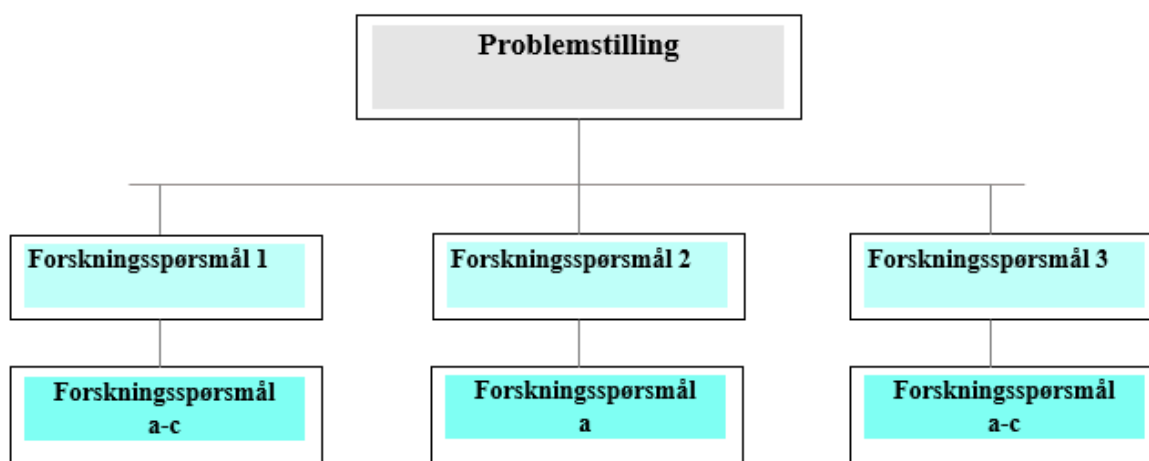 Problemstilling
Forskningsspørsmål 1
Forskningsspørsmål 2
Forskningsspørsmål 3
Forskningsspørsmål
a-c
Forskningsspørsmål
a
Forskningsspørsmål
a-c